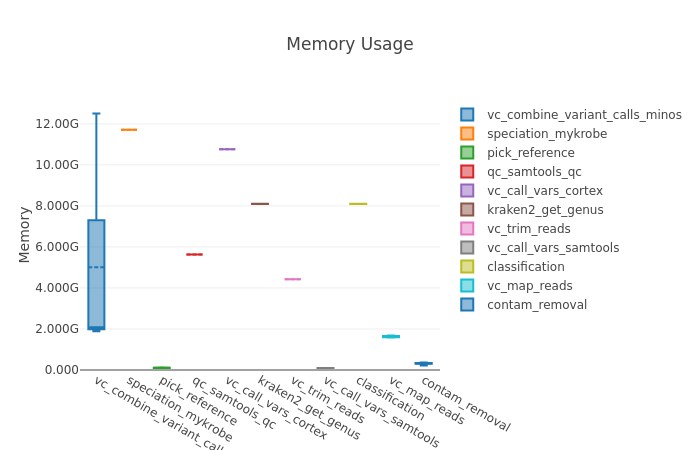 Memory Usage
12.00G
10.00G
8.000G
6.000G
4.000G
2.000G
0.000
Memory
vc_combine_variant_call
speciation_mykrobe
pick_reference
qc_samtools_qc
vc_call_vars_cortex
kraken2_get_genus
vc_trim_reads
vc_call_vars_samtools
classification
vc_map_reads
contam_removal
vc_combine_variant_calls_minos
speciation_mykrobe
pick_reference
qc_samtools_qc
vc_call_vars_cortex
kraken2_get_genus
vc_trim_reads
vc_call_vars_samtools
classification
vc_map_reads
contam_removal